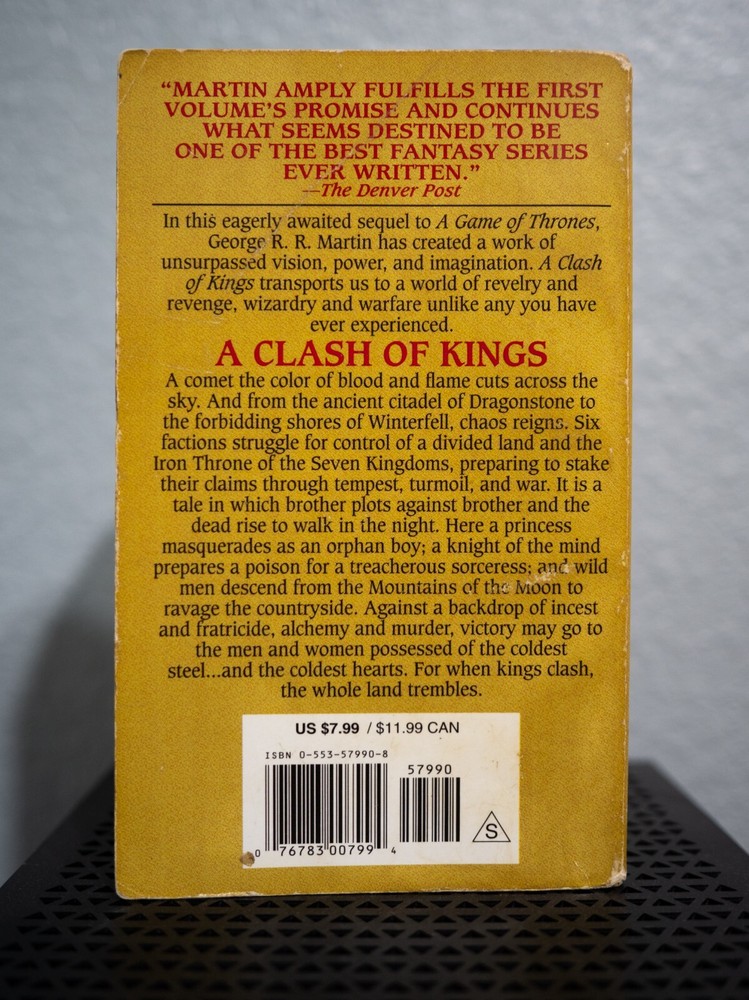 “MARTIN AMPLY FULFILLS THE FIRST
VOLUME’S PROMISE AND CONTINUES
WHAT SEEMS DESTINED TO BE
ONE OF THE BEST FANTASY SERIES
EVER WRITTEN.”
—The Denver Post
In this eagerly awaited sequel to A Game of Thrones,
George R. R. Martin has created a work of
unsurpassed vision, power, and imagination. A Clash
of Kings transports us to a world of revelry and
revenge, wizardry and warfare unlike any you have
ever experienced.
A CLASH OF KINGS
A comet the color of blood and flame cuts across the
sky. And from the ancient citadel of Dragonstone to
the forbidding shores of Winterfell, chaos reigns. Six
factions struggle for control of a divided land and the
Iron Throne of the Seven Kingdoms, preparing to stake
their claims through tempest, turmoil, and war. It is a
tale in which brother plots against brother and the
dead rise to walk in the night. Here a princess
masquerades as an orphan boy; a knight of the mind
prepares a poison for a treacherous sorceress; and wild
men descend from the Mountains of the Moon to
ravage the countryside. Against a backdrop of incest
and fratricide, alchemy and murder, victory may go to
the men and women possessed of the coldest
steel...and the coldest hearts. For when kings clash,
the whole land trembles.
US $7.99 / $11.99 CAN
ISBN 0-553-57990-8
57990
S
0 76783 00799 4